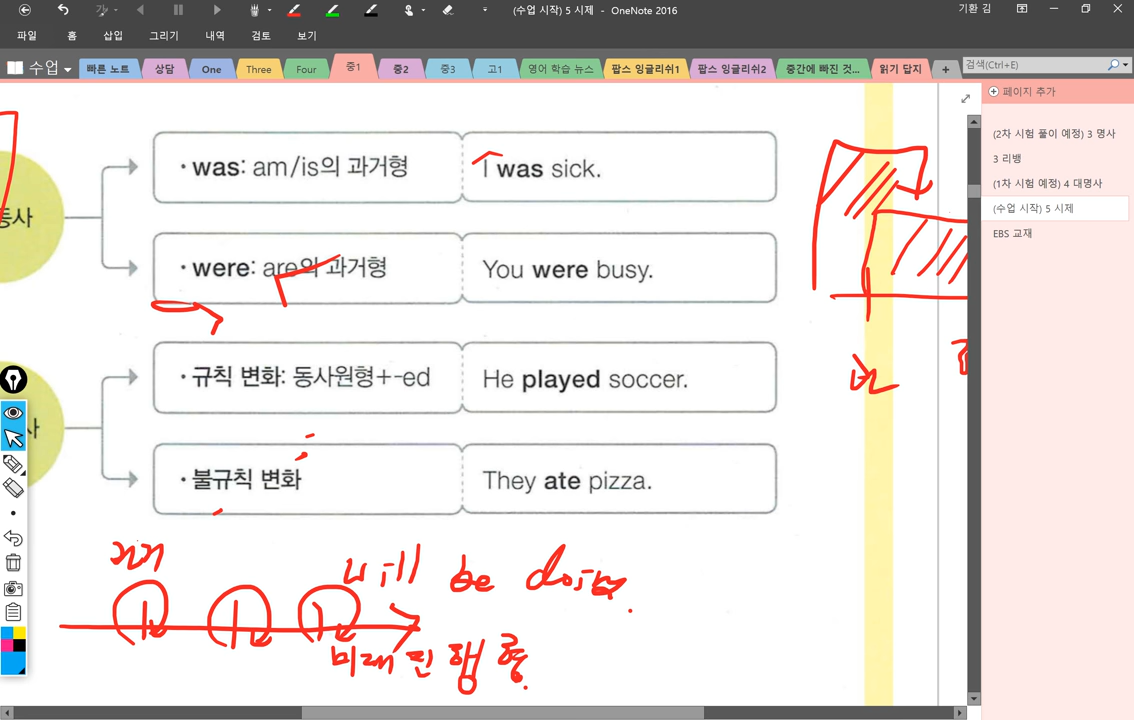 (수업 시작) 5 시제 - OneNote 2016
기환 김
파일 홈 삽입 그리기 내역 검토 보기
수업 빠른 노트 상담 One Three Four 중1 중2 중3 고1 영어 학습 뉴스 팝스 잉글리쉬1 팝스 잉글리쉬2 중간에 빠진 것... 읽기 답지 + 검색(Ctrl+E)
페이지 추가
(2차 시험 풀이 예정) 3 명사
3 리뱅
(1차 시험 예정) 4 대명사
(수업 시작) 5 시제
EBS 교재
동사
· was: am/is의 과거형 I was sick.
· were: are의 과거형 You were busy.
· 규칙 변화: 동사원형+-ed He played soccer.
· 불규칙 변화 They ate pizza.
will be doing
미래 진행형